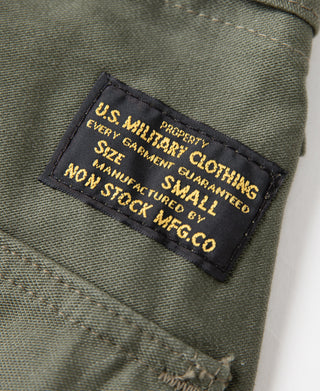 PROPERTY
U.S. MILITARY CLOTHING
EVERY GARMENT GUARANTEED
SIZE SMALL
MANUFACTURED BY
NON STOCK MFG.CO